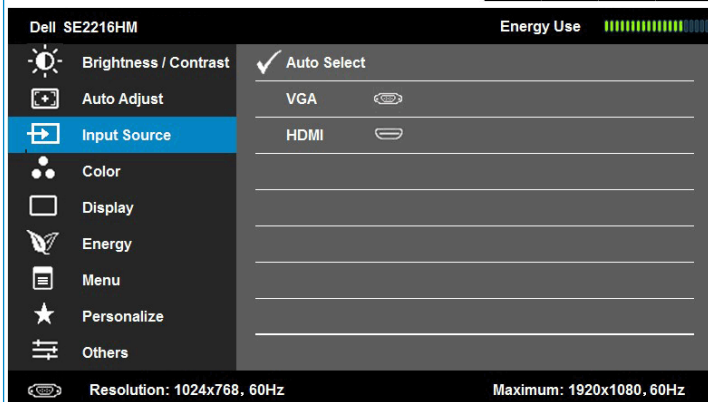 Dell SE2216HM Energy Use
Brightness / Contrast Auto Select
Auto Adjust VGA
Input Source HDMI
Color
Display
Energy
Menu
Personalize
Others
Resolution: 1024x768, 60Hz Maximum: 1920x1080, 60Hz